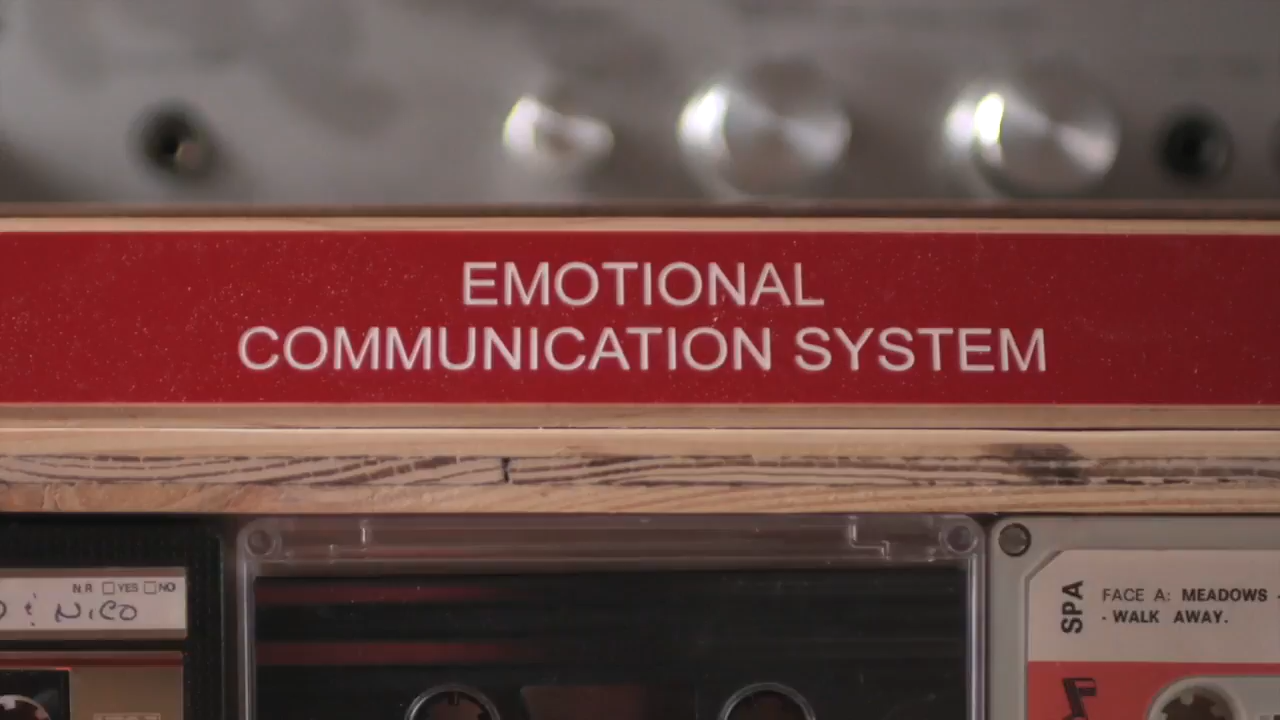 EMOTIONAL
COMMUNICATION SYSTEM
N.R □YES □NO
& NICO
SPA
FACE A: MEADOWS -
- WALK AWAY.